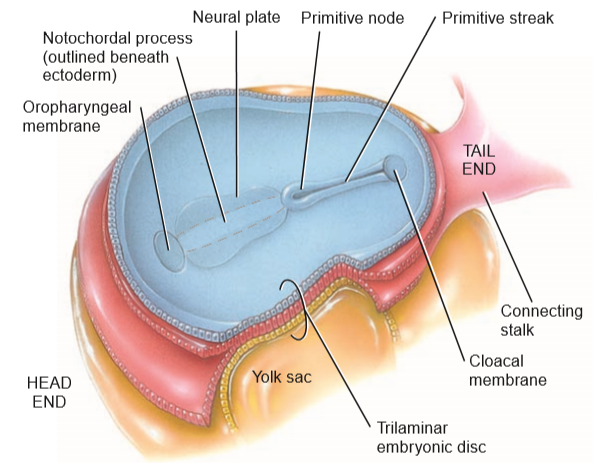 Neural plate
Primitive node
Primitive streak
Notochordal process
(outlined beneath
ectoderm)
Oropharyngeal
membrane
TAIL
END
Connecting
stalk
Cloacal
membrane
Yolk sac
HEAD
END
Trilaminar
embryonic disc